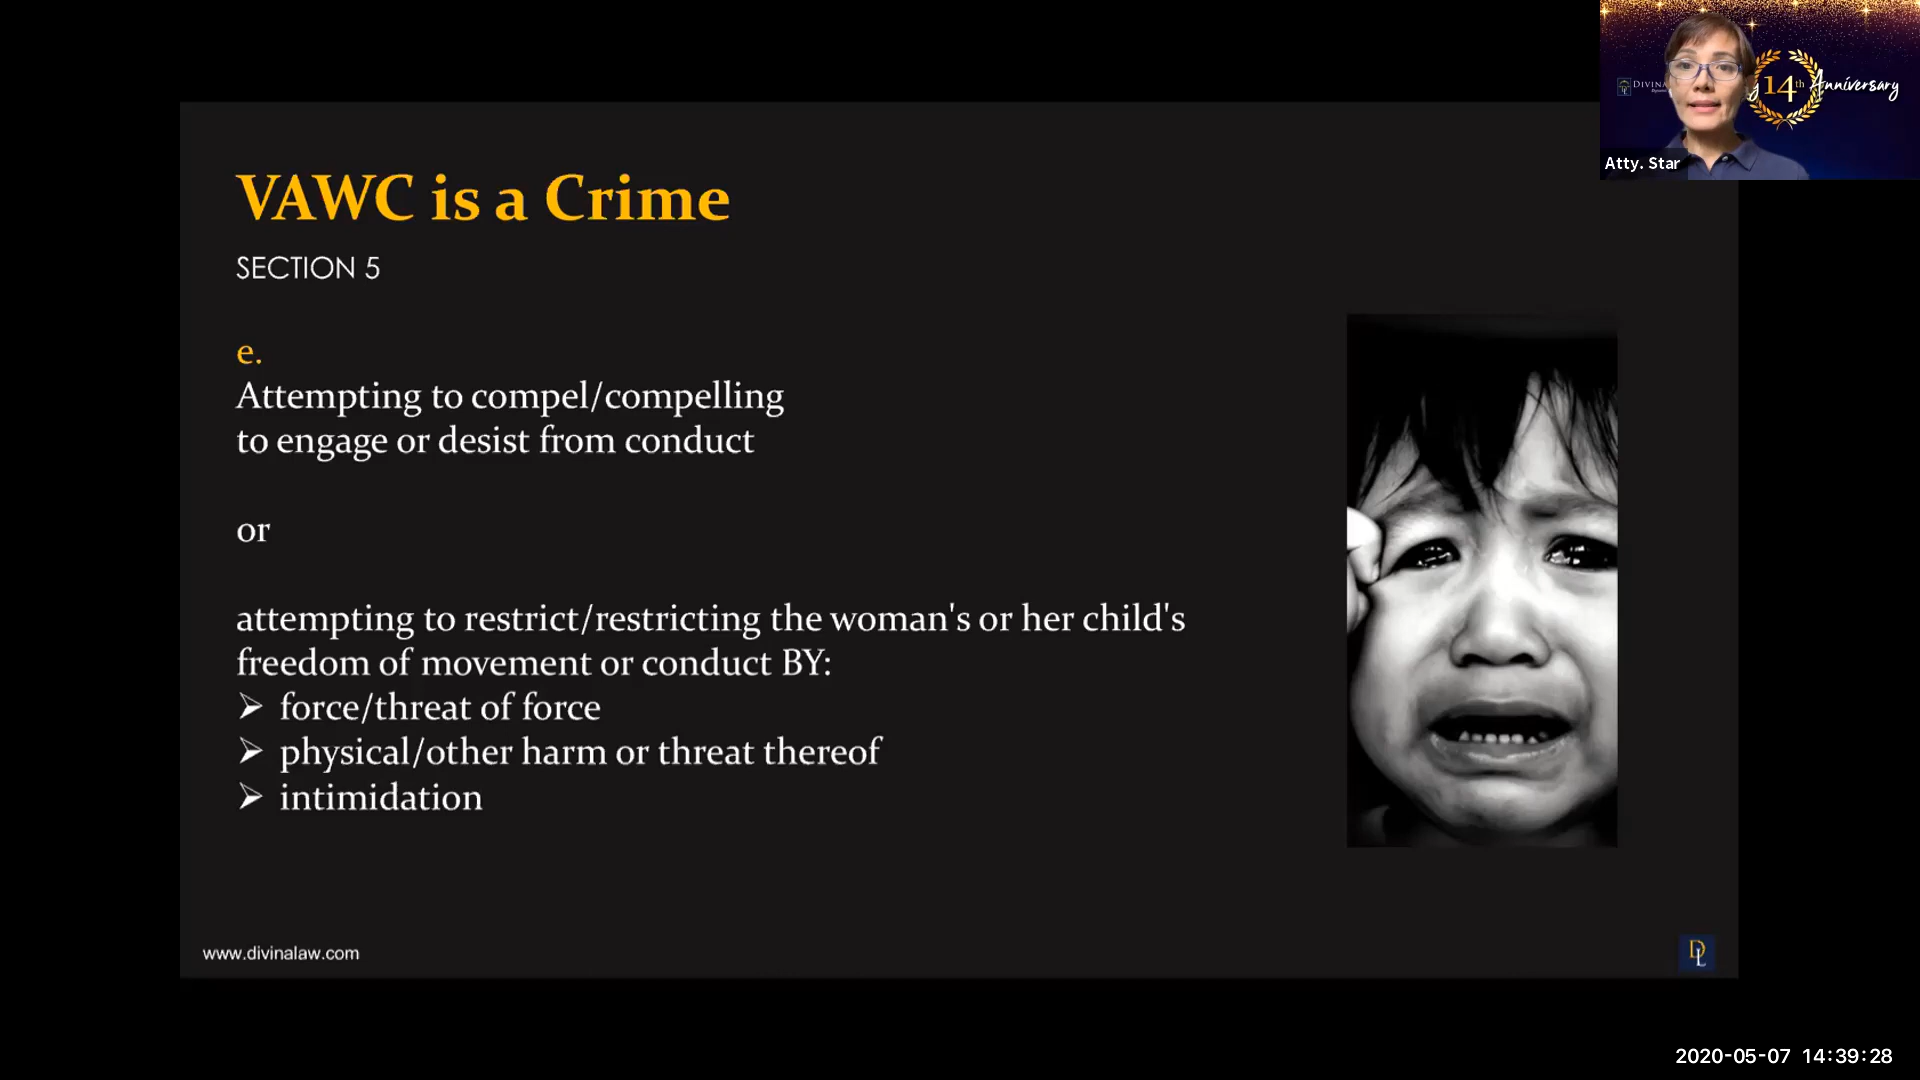 DIVINA
14th Anniversary
Atty. Star
VAWC is a Crime
SECTION 5
e.
Attempting to compel/compelling
to engage or desist from conduct
or
attempting to restrict/restricting the woman's or her child's
freedom of movement or conduct BY:
➢ force/threat of force
➢ physical/other harm or threat thereof
➢ intimidation
www.divinalaw.com
DL
2020-05-07 14:39:28